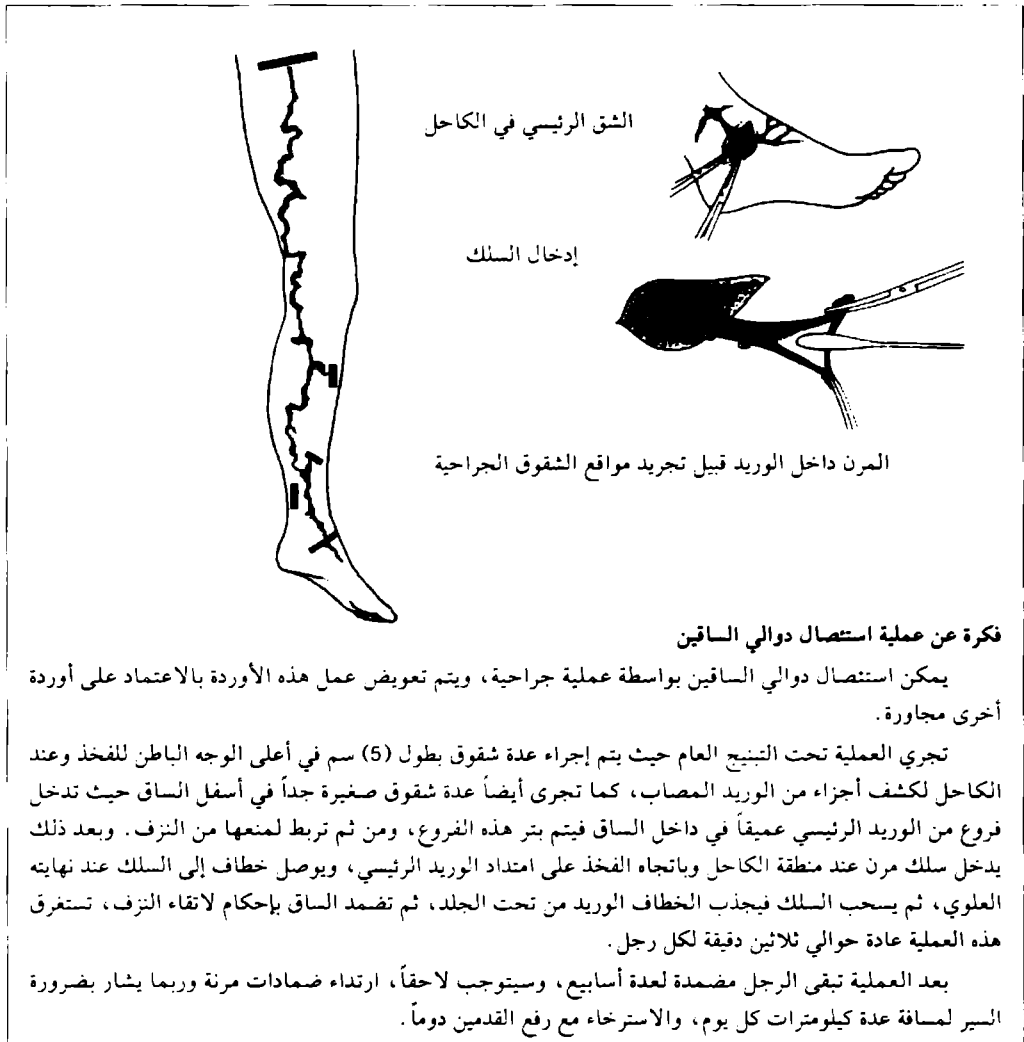 الشق الرئيسي في الكاحل
إدخال السلك
المرن داخل الوريد قبيل تجريد مواقع الشقوق الجراحية
فكرة عن عملية استئصال دوالي الساقين
يمكن استئصال دوالي الساقين بواسطة عملية جراحية، ويتم تعويض عمل هذه الأوردة بالاعتماد على أوردة
أخرى مجاورة.
تجري العملية تحت التبنيج العام حيث يتم إجراء عدة شقوق بطول (5) سم في أعلى الوجه الباطن للفخذ وعند
الكاحل لكشف أجزاء من الوريد المصاب، كما تجرى أيضاً عدة شقوق صغيرة جداً في أسفل الساق حيث تدخل
فروع من الوريد الرئيسي عميقاً في داخل الساق فيتم بتر هذه الفروع، ومن ثم تربط لمنعها من النزف. وبعد ذلك
يدخل سلك مرن عند منطقة الكاحل وباتجاه الفخذ على امتداد الوريد الرئيسي، ويوصل خطاف إلى السلك عند نهايته
العلوي، ثم يسحب السلك فيجذب الخطاف الوريد من تحت الجلد، ثم تضمد الساق بإحكام لاتقاء النزف، تستغرق
هذه العملية عادة حوالي ثلاثين دقيقة لكل رجل.
بعد العملية تبقى الرجل مضمدة لعدة أسابيع، وسيتوجب لاحقاً، ارتداء ضمادات مرنة وربما يشار بضرورة
السير لمسافة عدة كيلومترات كل يوم، والاسترخاء مع رفع القدمين دوماً.